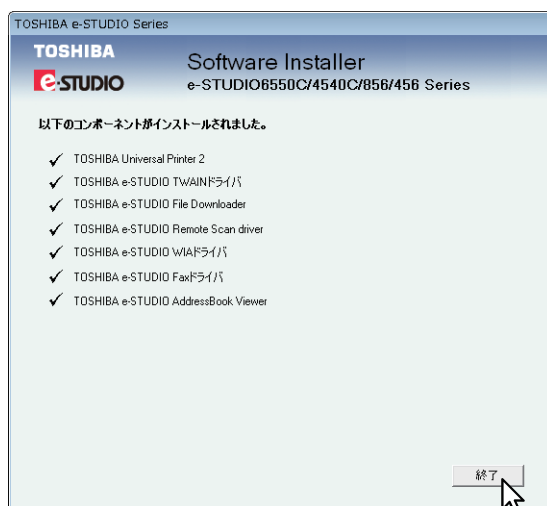 TOSHIBA e-STUDIO Series
TOSHIBA
e-STUDIO
Software Installer
e-STUDIO6550C/4540C/856/456 Series
以下のコンポーネントがインストールされました。
✓ TOSHIBA Universal Printer 2
✓ TOSHIBA e-STUDIO TWAINドライバ
✓ TOSHIBA e-STUDIO File Downloader
✓ TOSHIBA e-STUDIO Remote Scan driver
✓ TOSHIBA e-STUDIO WIAドライバ
✓ TOSHIBA e-STUDIO Faxドライバ
✓ TOSHIBA e-STUDIO AddressBook Viewer
終了